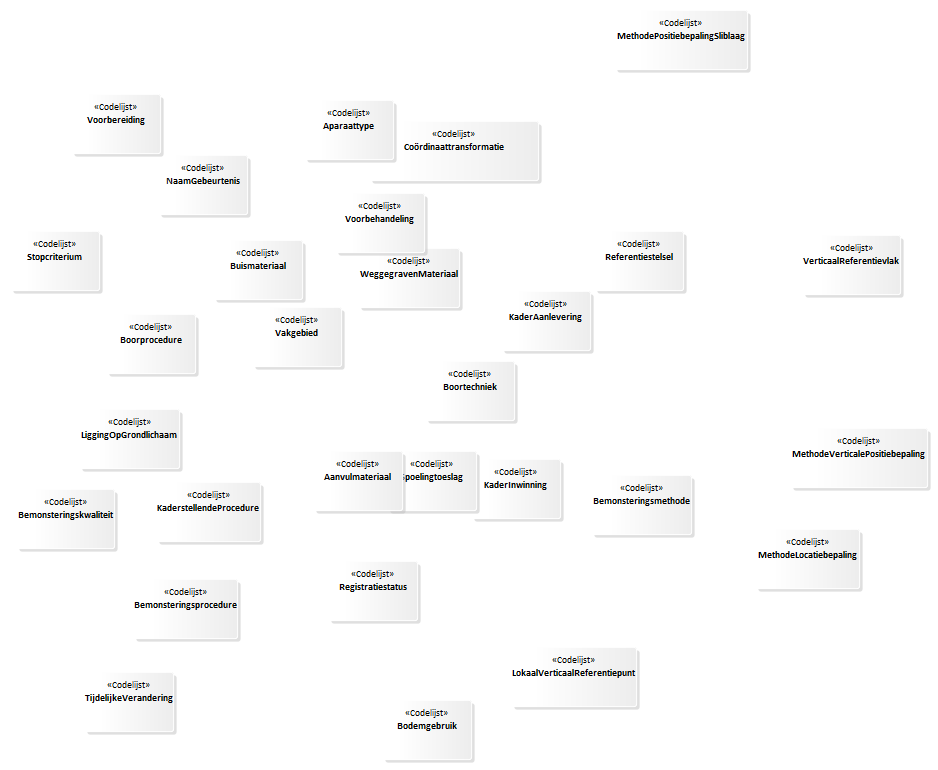 «Codelijst»
MethodePositiebepalingSliblaag
«Codelijst»
Voorbereiding
«Codelijst»
Aparaattype
«Codelijst»
Coördinaattransformatie
«Codelijst»
NaamGebeurtenis
«Codelijst»
Voorbehandeling
«Codelijst»
Stopcriterium
«Codelijst»
Buismateriaal
«Codelijst»
WeggegravenMateriaal
«Codelijst»
Referentiestelsel
«Codelijst»
VerticaalReferentievlak
«Codelijst»
KaderAanlevering
«Codelijst»
Boorprocedure
«Codelijst»
Vakgebied
«Codelijst»
Boortechniek
«Codelijst»
LiggingOpGrondlichaam
«Codelijst»
MethodeVerticalePositiebepaling
«Codelijst»
Aanvulmateriaal
«Codelijst»
Spoelingtoeslag
«Codelijst»
KaderInwinning
«Codelijst»
Bemonsteringsmethode
«Codelijst»
Bemonsteringskwaliteit
«Codelijst»
KaderstellendeProcedure
«Codelijst»
MethodeLocatiebepaling
«Codelijst»
Registratiestatus
«Codelijst»
Bemonsteringsprocedure
«Codelijst»
LokaalVerticaalReferentiepunt
«Codelijst»
TijdelijkeVerandering
«Codelijst»
Bodemgebruik